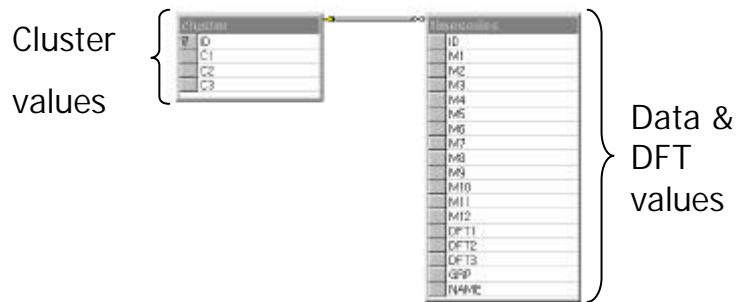 Cluster
values
cluster
ID
C1
C2
C3
timeseries
ID
M1
M2
M3
M4
M5
M6
M7
M8
M9
M10
M11
M12
DFT1
DFT2
DFT3
GRP
NAME
Data &
DFT
values